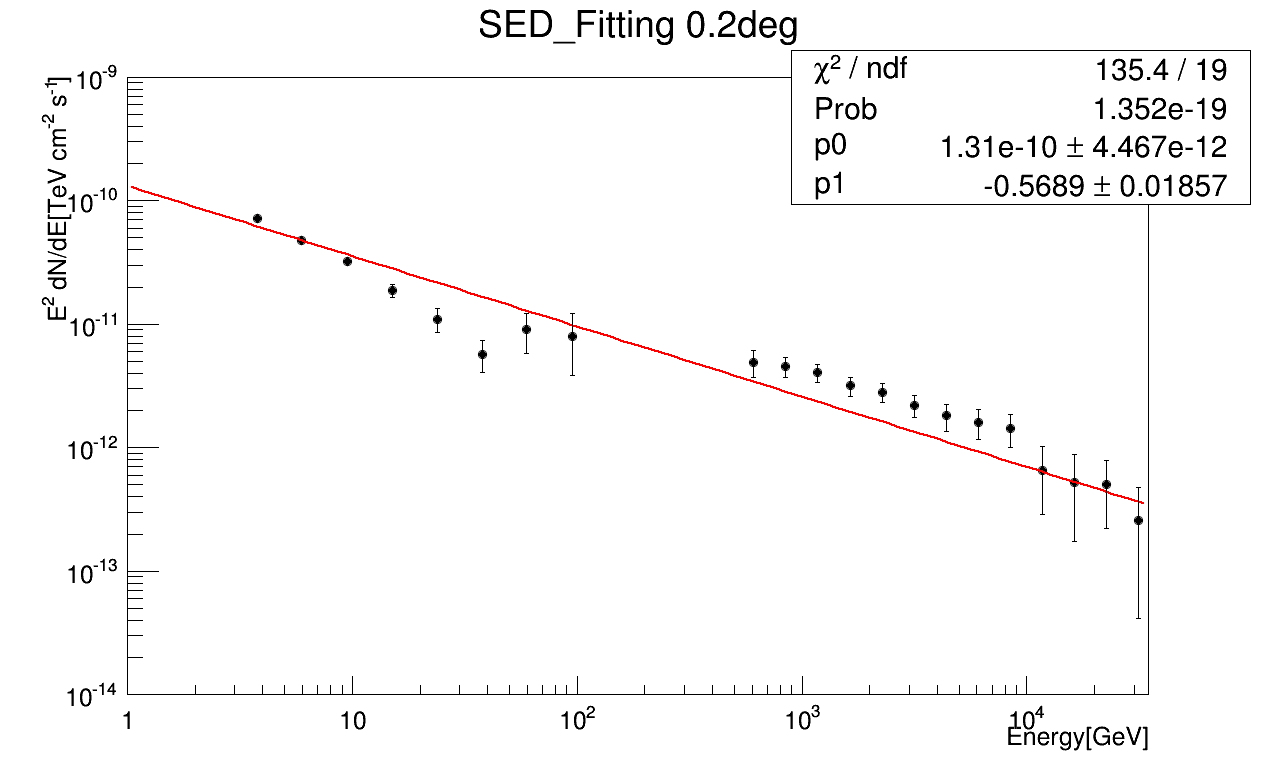 SED_Fitting 0.2deg
χ² / ndf 135.4 / 19
Prob 1.352e-19
p0 1.31e-10 ± 4.467e-12
p1 -0.5689 ± 0.01857
E² dN/dE[TeV cm⁻² s⁻¹]
10⁻⁹
10⁻¹⁰
10⁻¹¹
10⁻¹²
10⁻¹³
10⁻¹⁴
1 10 10² 10³ 10⁴
Energy[GeV]